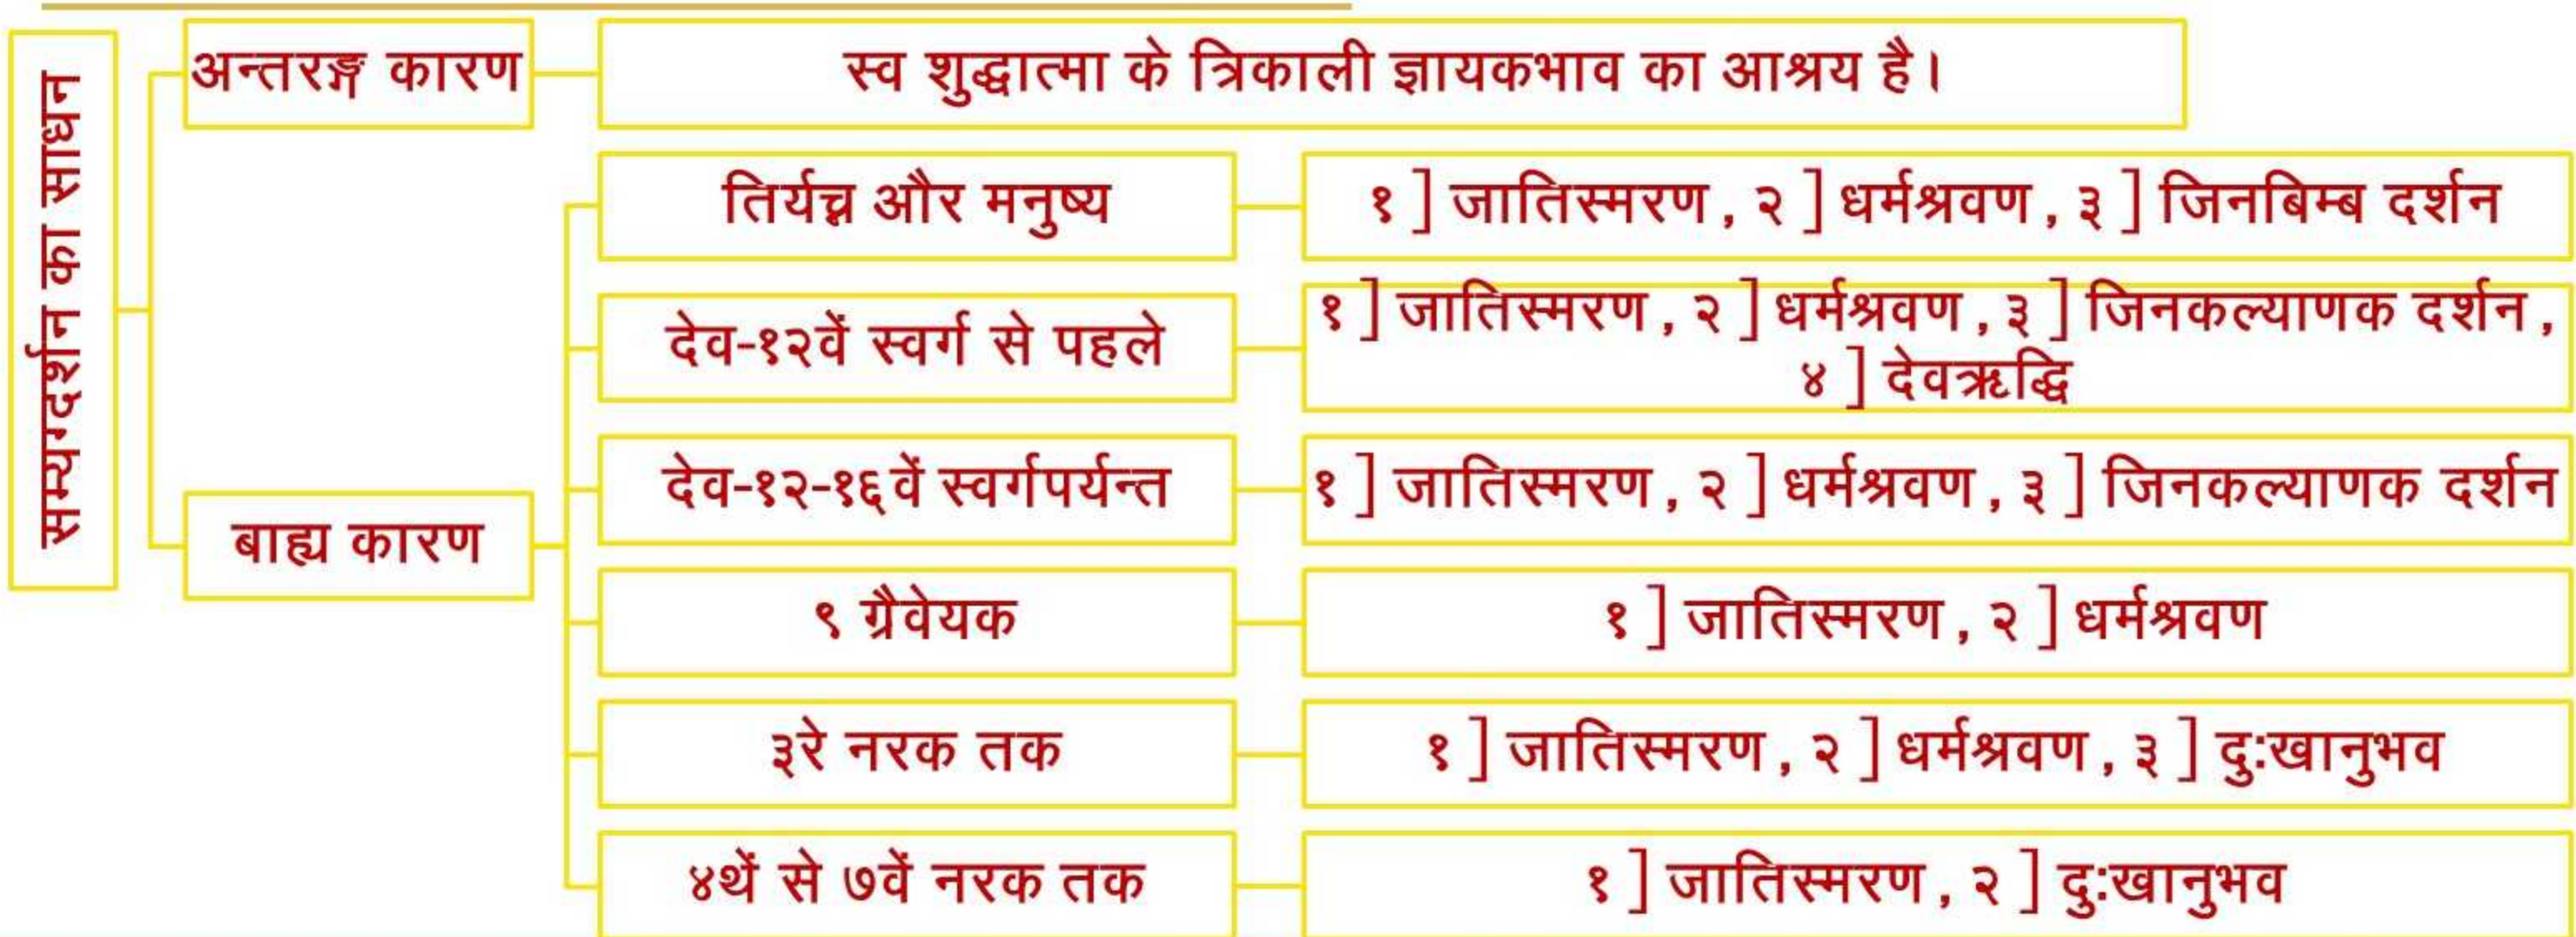 सम्यग्दर्शन का साधन
अन्तरङ्ग कारण
स्व शुद्धात्मा के त्रिकाली ज्ञायकभाव का आश्रय है।
बाह्य कारण
तिर्यञ्च और मनुष्य
१ ] जातिस्मरण , २ ] धर्मश्रवण , ३ ] जिनबिम्ब दर्शन
देव-१२वें स्वर्ग से पहले
१ ] जातिस्मरण , २ ] धर्मश्रवण , ३ ] जिनकल्याणक दर्शन ,
४ ] देवऋद्धि
देव-१२-१६वें स्वर्गपर्यन्त
१ ] जातिस्मरण , २ ] धर्मश्रवण , ३ ] जिनकल्याणक दर्शन
९ ग्रैवेयक
१ ] जातिस्मरण , २ ] धर्मश्रवण
३रे नरक तक
१ ] जातिस्मरण , २ ] धर्मश्रवण , ३ ] दु:खानुभव
४थें से ७वें नरक तक
१ ] जातिस्मरण , २ ] दु:खानुभव